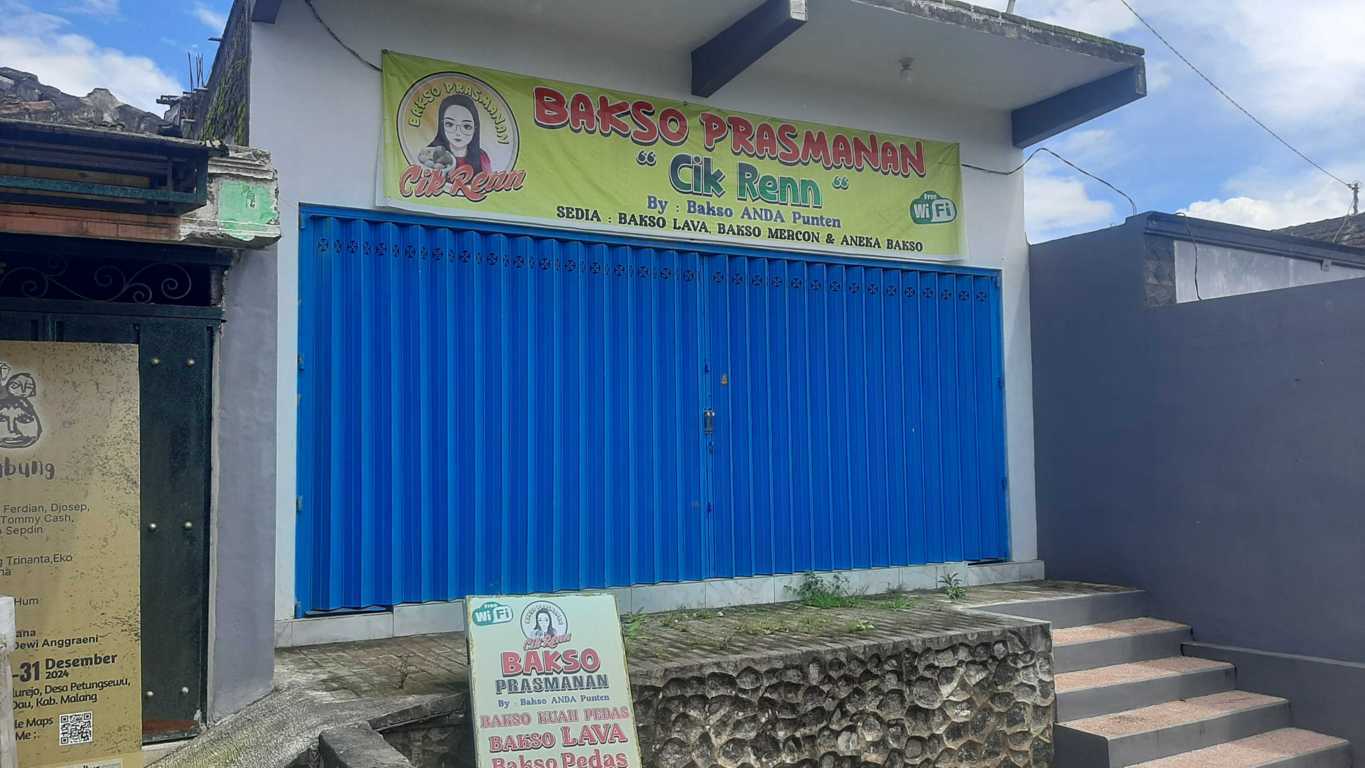 BAKSO PRASMANAN
Cik Renn
BAKSO PRASMANAN
“ Cik Renn “
By : Bakso ANDA Punten
SEDIA : BAKSO LAVA, BAKSO MERCON & ANEKA BAKSO
Free
WiFi
Free
WiFi
Cik Renn
BAKSO
PRASMANAN
By : Bakso ANDA Punten
BAKSO KUAH PEDAS
BAKSO LAVA
Bakso Pedas
Ferdian, Djosep,
Tommy Cash,
Sepdin
Trinanta,Eko
Hum
Dewi Anggraeni
-31 Desember
2024
Desa Petungsewu,
Dau, Kab. Malang
Maps
Me :